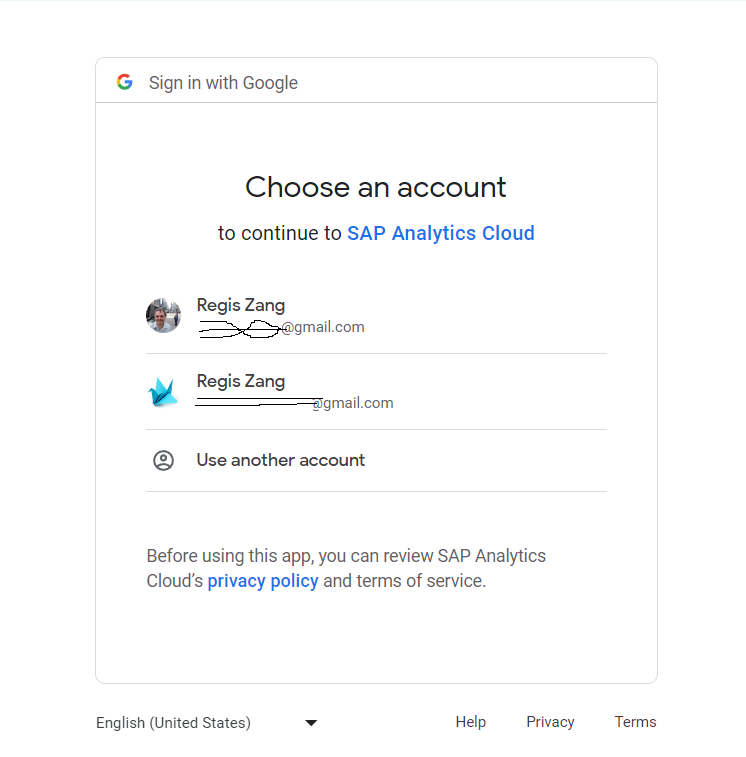 Sign in with Google
Choose an account
to continue to SAP Analytics Cloud
Regis Zang
@gmail.com
Regis Zang
@gmail.com
Use another account
Before using this app, you can review SAP Analytics
Cloud’s privacy policy and terms of service.
English (United States) Help Privacy Terms